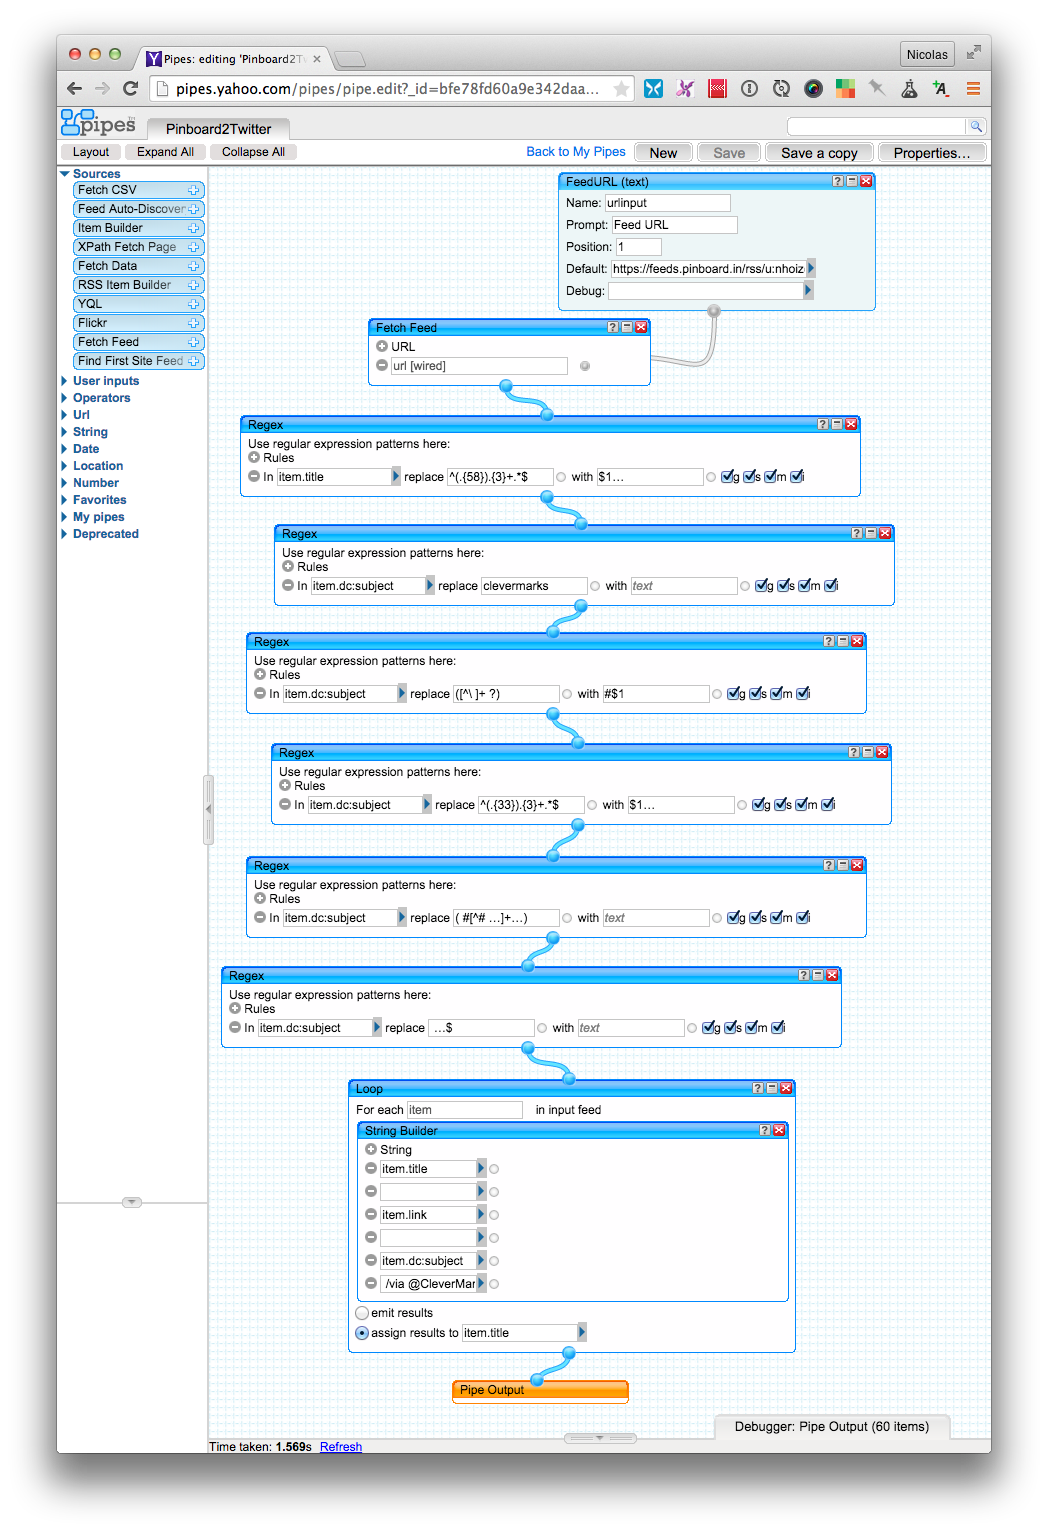 Pipes: editing 'Pinboard2Tw
Nicolas
pipes.yahoo.com/pipes/pipe.edit?_id=bfe78fd60a9e342daa...
pipes
Pinboard2Twitter
Layout Expand All Collapse All Back to My Pipes New Save Save a copy Properties...
Sources
Fetch CSV
Feed Auto-Discover
Item Builder
XPath Fetch Page
Fetch Data
RSS Item Builder
YQL
Flickr
Fetch Feed
Find First Site Feed
User inputs
Operators
Url
String
Date
Location
Number
Favorites
My pipes
Deprecated
FeedURL (text)
Name: urlinput
Prompt: Feed URL
Position: 1
Default: https://feeds.pinboard.in/rss/u:nhoiz
Debug:
Fetch Feed
URL
url [wired]
Regex
Use regular expression patterns here:
Rules
In item.title replace ^(.{58}).{3}+.*$ with $1... g s m i
Regex
Use regular expression patterns here:
Rules
In item.dc:subject replace clevermarks with text g s m i
Regex
Use regular expression patterns here:
Rules
In item.dc:subject replace ([^\ ]+ ?) with #$1 g s m i
Regex
Use regular expression patterns here:
Rules
In item.dc:subject replace ^(.{33}).{3}+.*$ with $1... g s m i
Regex
Use regular expression patterns here:
Rules
In item.dc:subject replace ( #[^# ...]+...) with text g s m i
Regex
Use regular expression patterns here:
Rules
In item.dc:subject replace ...$ with text g s m i
Loop
For each item in input feed
String Builder
String
item.title
item.link
item.dc:subject
/via @CleverMar
emit results
assign results to item.title
Pipe Output
Debugger: Pipe Output (60 items)
Time taken: 1.569s Refresh